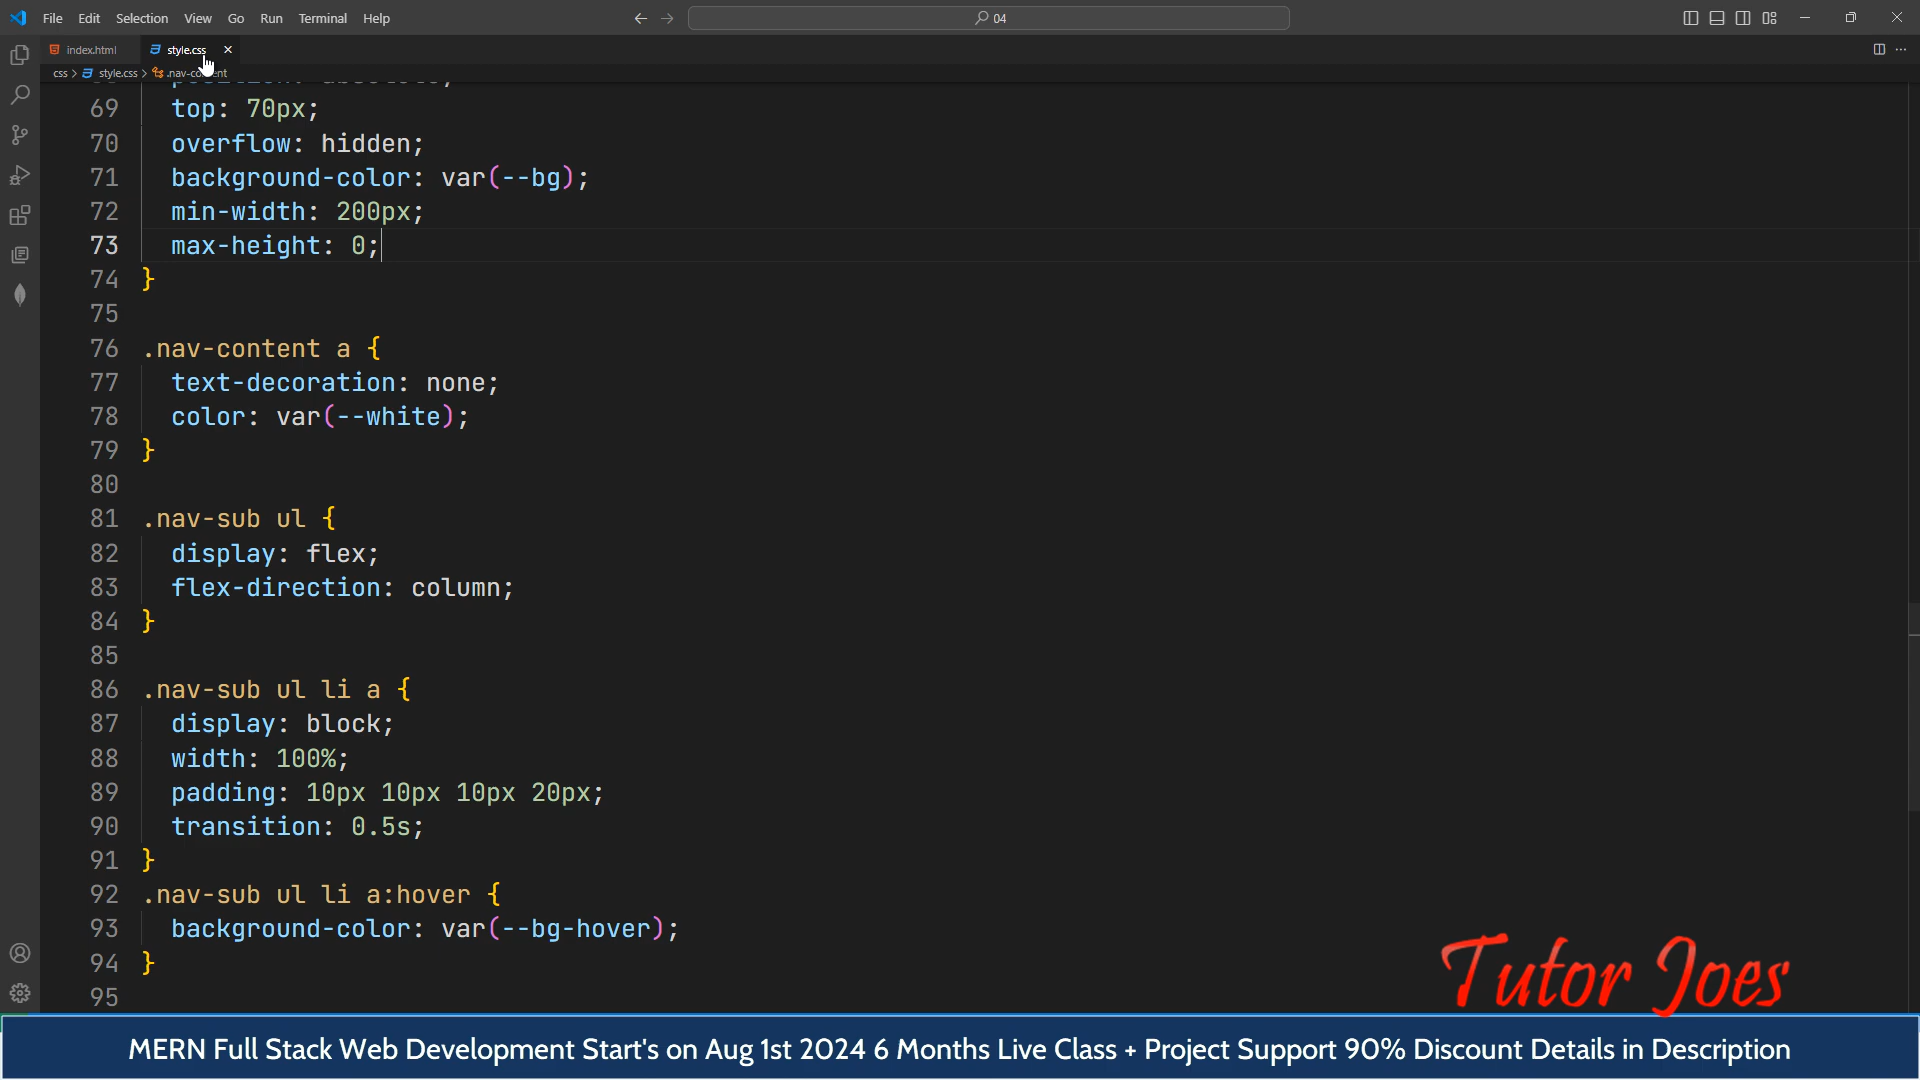 File Edit Selection View Go Run Terminal Help 04
index.html style.css
css > style.css >
69 top: 70px;
70 overflow: hidden;
71 background-color: var(--bg);
72 min-width: 200px;
73 max-height: 0;
74 }
75
76 .nav-content a {
77 text-decoration: none;
78 color: var(--white);
79 }
80
81 .nav-sub ul {
82 display: flex;
83 flex-direction: column;
84 }
85
86 .nav-sub ul li a {
87 display: block;
88 width: 100%;
89 padding: 10px 10px 10px 20px;
90 transition: 0.5s;
91 }
92 .nav-sub ul li a:hover {
93 background-color: var(--bg-hover);
94 }
95
Tutor Joes
MERN Full Stack Web Development Start's on Aug 1st 2024 6 Months Live Class + Project Support 90% Discount Details in Description